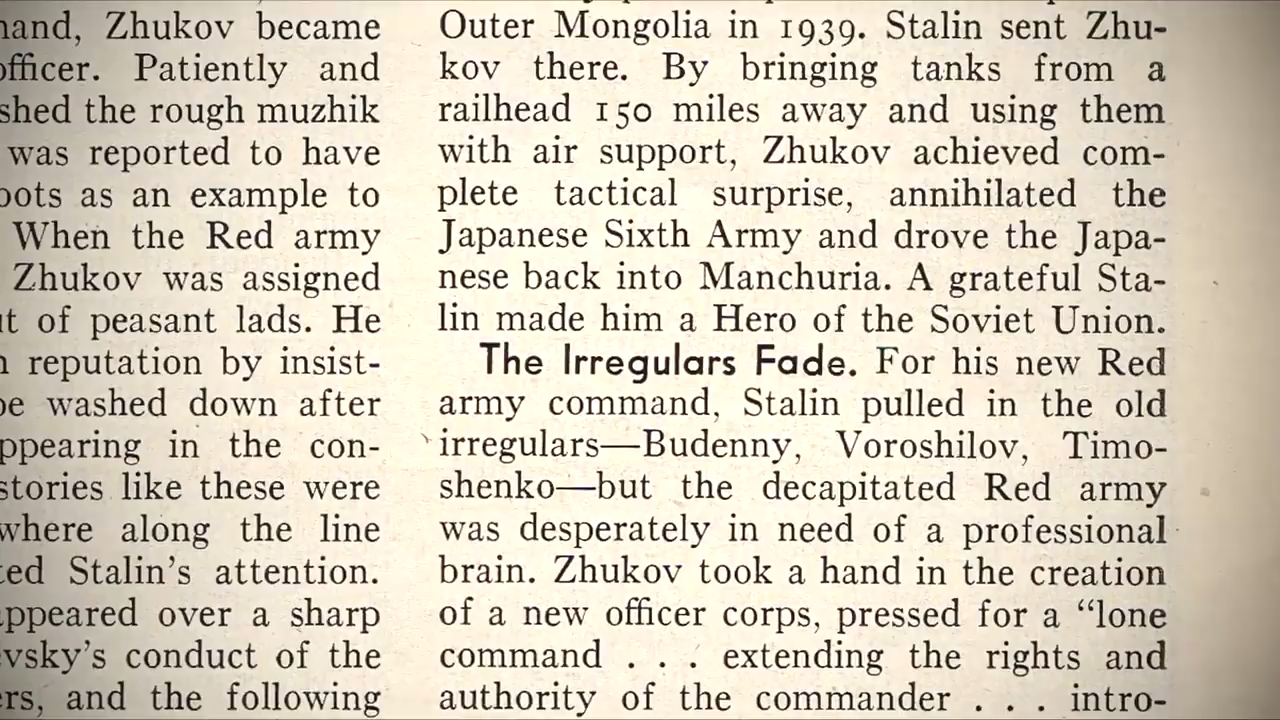 hand, Zhukov became
officer. Patiently and
shed the rough muzhik
was reported to have
oots as an example to
When the Red army
Zhukov was assigned
ut of peasant lads. He
n reputation by insist-
be washed down after
ppearing in the con-
stories like these were
where along the line
ted Stalin's attention.
appeared over a sharp
evsky's conduct of the
ers, and the following
Outer Mongolia in 1939. Stalin sent Zhu-
kov there. By bringing tanks from a
railhead 150 miles away and using them
with air support, Zhukov achieved com-
plete tactical surprise, annihilated the
Japanese Sixth Army and drove the Japa-
nese back into Manchuria. A grateful Sta-
lin made him a Hero of the Soviet Union.
The Irregulars Fade. For his new Red
army command, Stalin pulled in the old
irregulars—Budenny, Voroshilov, Timo-
shenko—but the decapitated Red army
was desperately in need of a professional
brain. Zhukov took a hand in the creation
of a new officer corps, pressed for a “lone
command . . . extending the rights and
authority of the commander . . . intro-